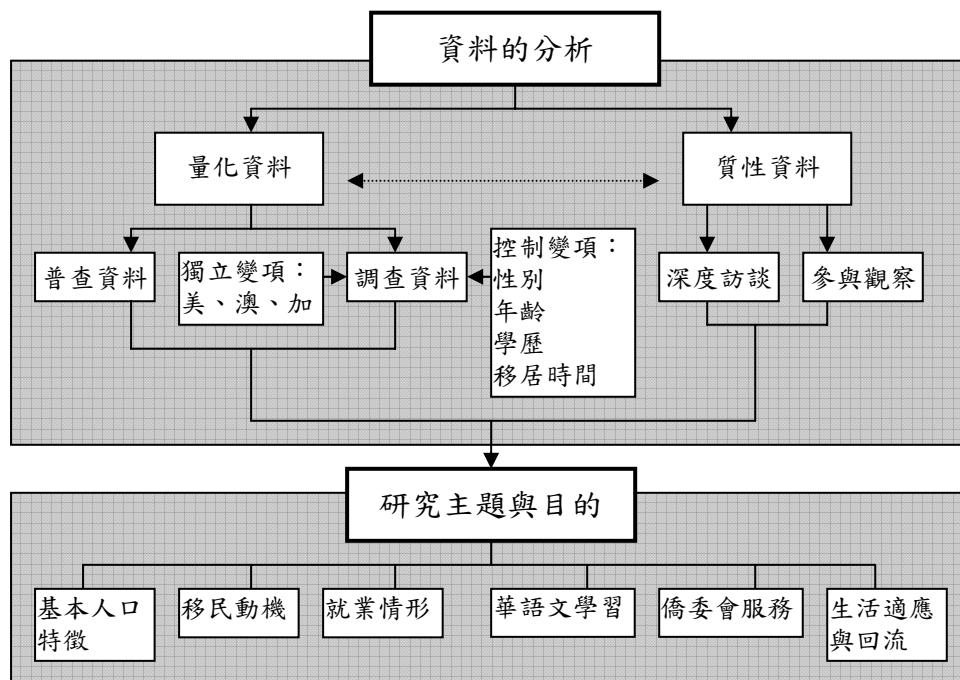 資料的分析
量化資料
質性資料
普查資料
獨立變項：
美、澳、加
調查資料
控制變項：
性別
年齡
學歷
移居時間
深度訪談
參與觀察
研究主題與目的
基本人口
特徵
移民動機
就業情形
華語文學習
僑委會服務
生活適應
與回流